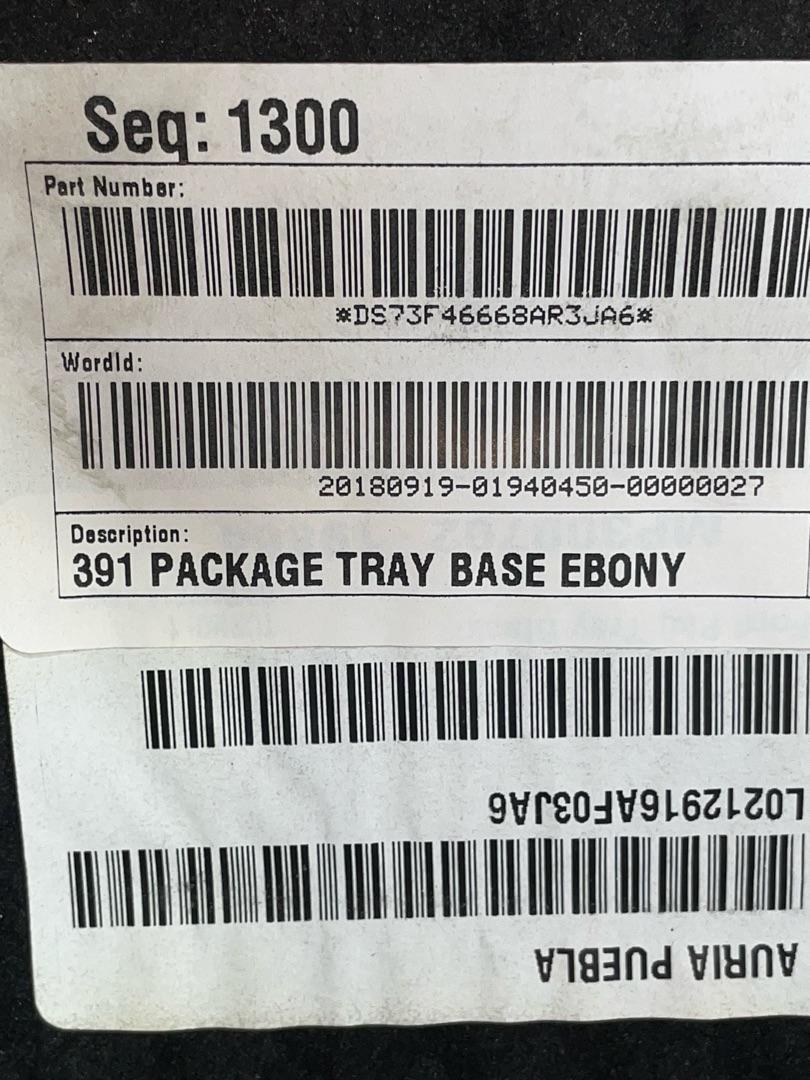 Seq: 1300
Part Number:
*DS73F46668AR3JA6*
WordId:
20180919-01940450-00000027
Description:
391 PACKAGE TRAY BASE EBONY
L0212916AF03JA6
AURIA PUEBLA